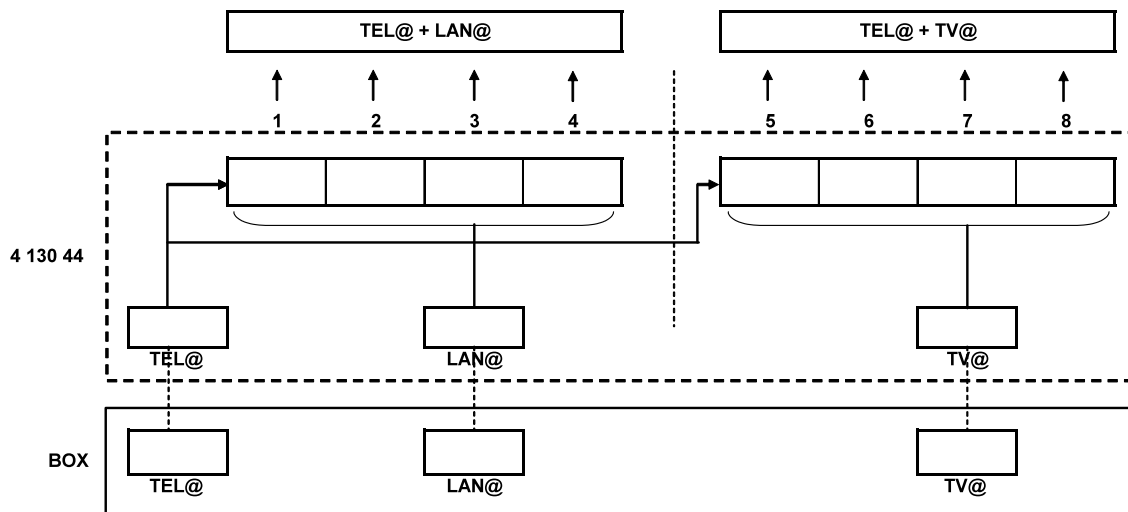 TEL@ + LAN@
TEL@ + TV@
1 2 3 4 5 6 7 8
4 130 44
TEL@ LAN@ TV@
BOX
TEL@ LAN@ TV@